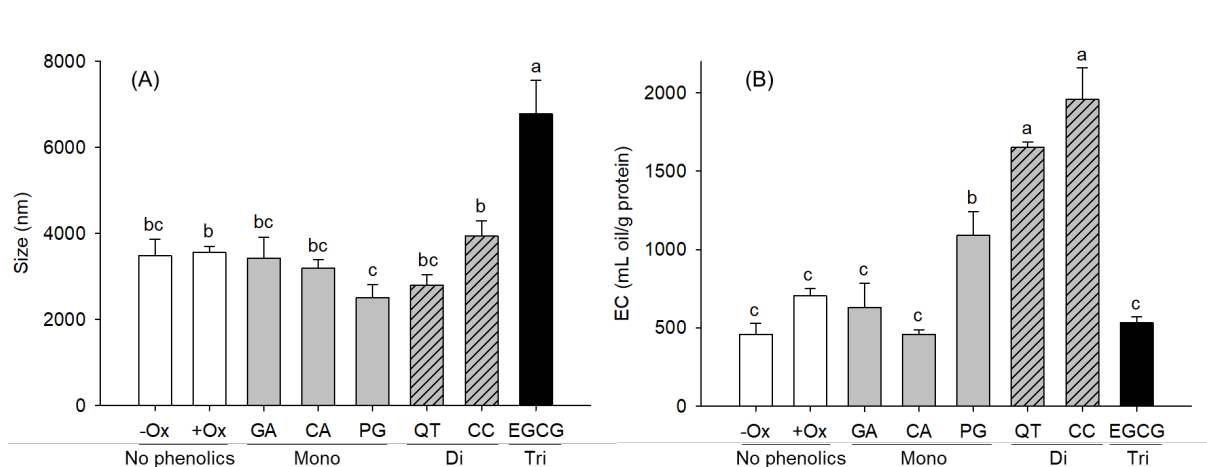 (A)
Size (nm)
8000
6000
4000
2000
0
bc
b
bc
bc
c
bc
b
a
-Ox +Ox GA CA PG QT CC EGCG
No phenolics Mono Di Tri
(B)
EC (mL oil/g protein)
2000
1500
1000
500
0
c
c
c
c
b
a
a
c
-Ox +Ox GA CA PG QT CC EGCG
No phenolics Mono Di Tri